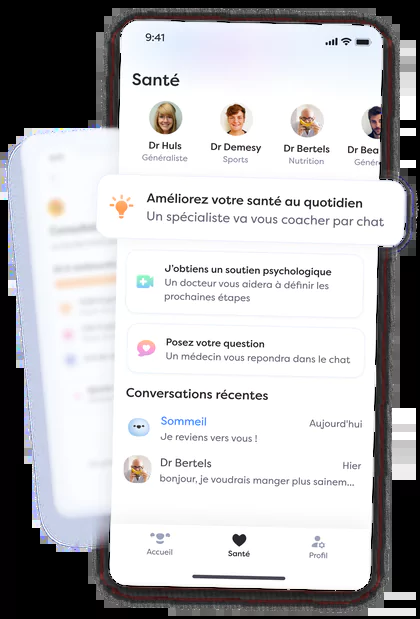 9:41
Santé
Dr Huls
Généraliste
Dr Demesy
Sports
Dr Bertels
Nutrition
Dr Bea
Génér
Améliorez votre santé au quotidien
Un spécialiste va vous coacher par chat
J'obtiens un soutien psychologique
Un docteur vous aidera à définir les
prochaines étapes
Posez votre question
Un médecin vous repondra dans le chat
Conversations récentes
Sommeil
Aujourd'hui
Je reviens vers vous !
Dr Bertels
Hier
bonjour, je voudrais manger plus sainem...
Accueil
Santé
Profil